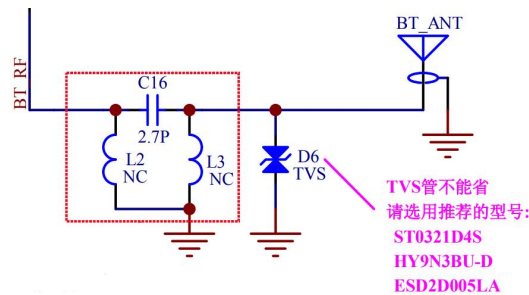 BT_ANT
BT_RF
C16
2.7P
L2
NC
L3
NC
D6
TVS
TVS管不能省
请选用推荐的型号:
ST0321D4S
HY9N3BU-D
ESD2D005LA